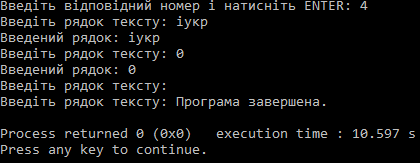 Введіть відповідний номер і натисніть ENTER: 4
Введіть рядок тексту: іукр
Введений рядок: іукр
Введіть рядок тексту: 0
Введений рядок: 0
Введіть рядок тексту:
Введіть рядок тексту: Програма завершена.
Process returned 0 (0x0)   execution time : 10.597 s
Press any key to continue.